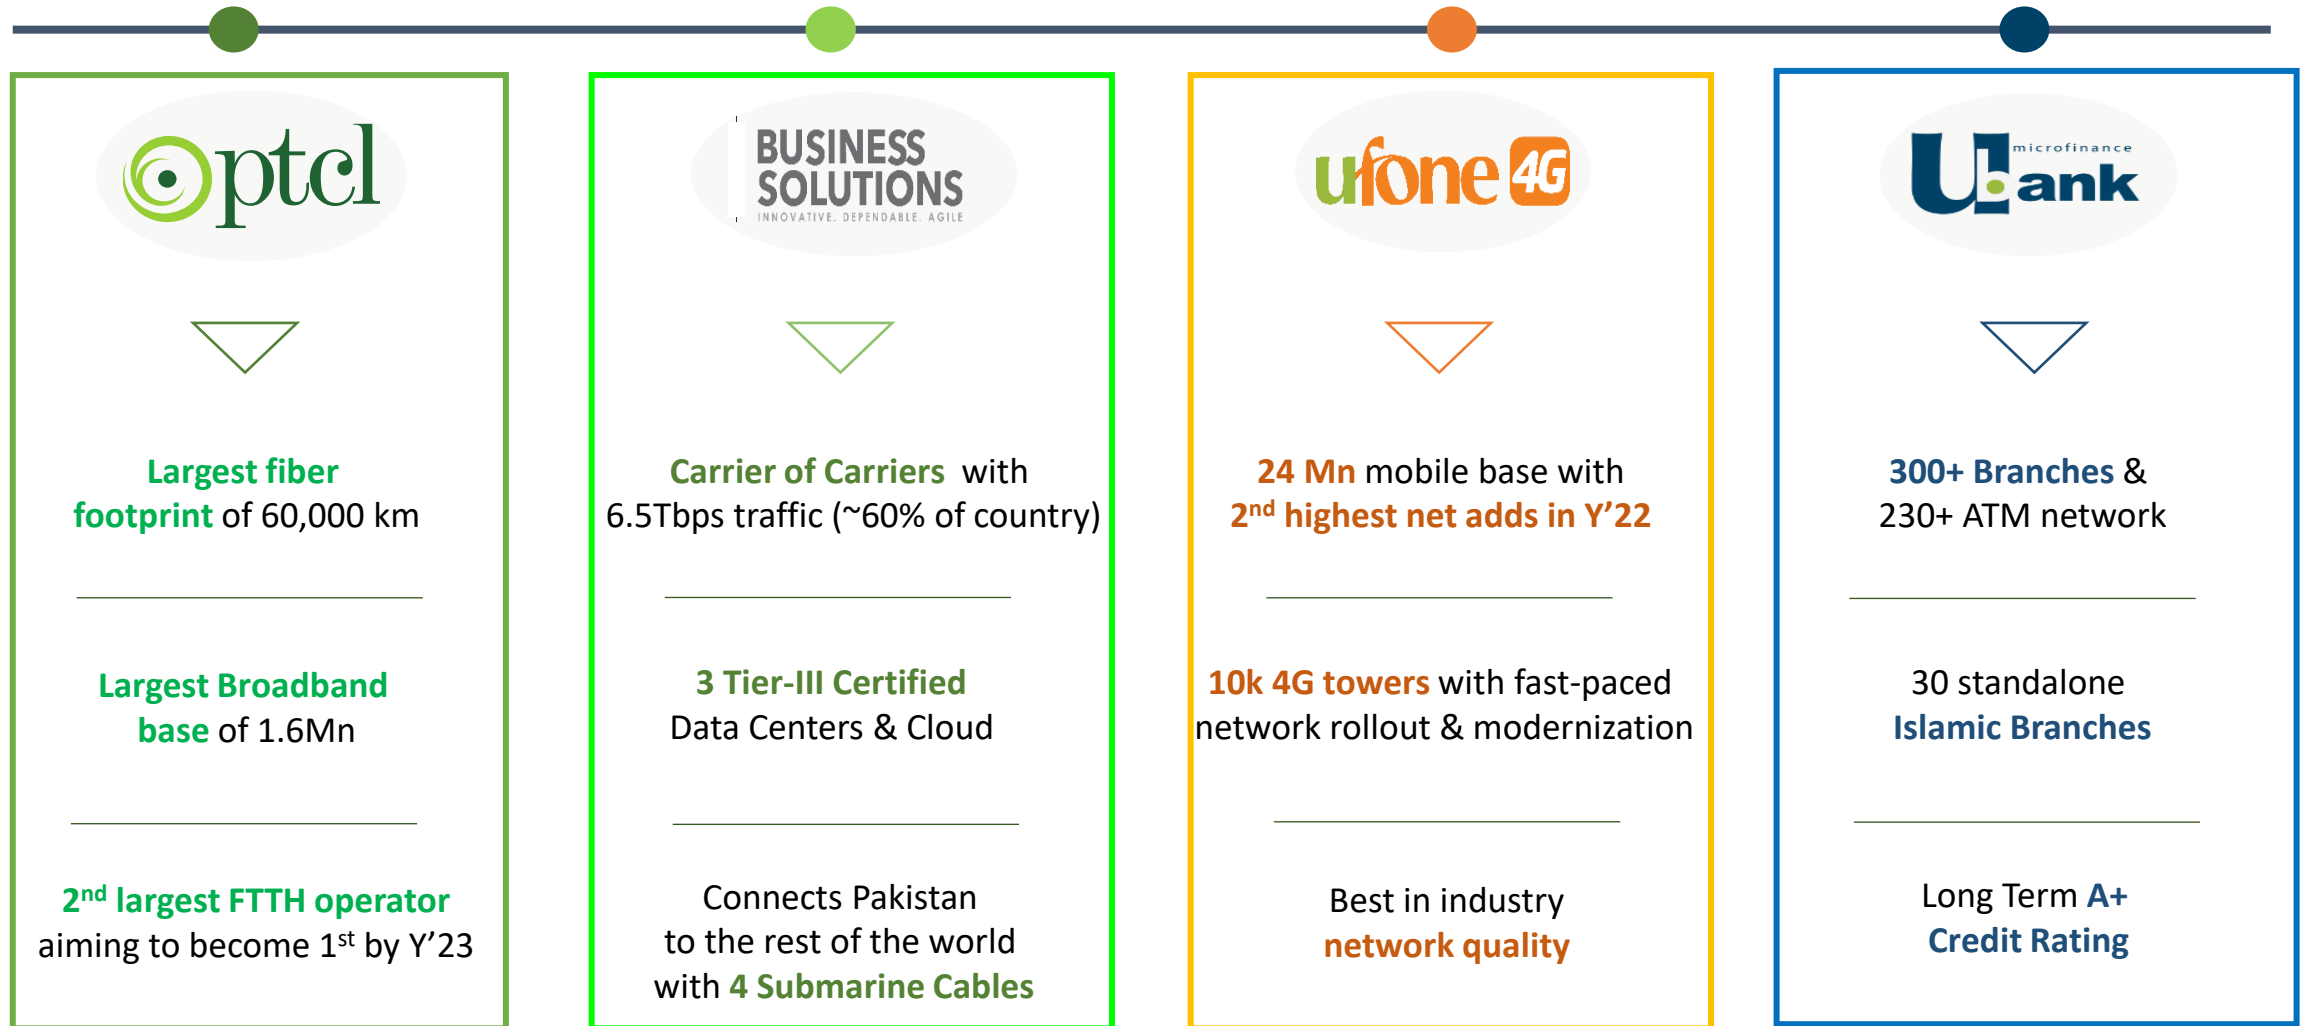 ptcl
Largest fiber
footprint of 60,000 km
Largest Broadband
base of 1.6Mn
2nd largest FTTH operator
aiming to become 1st by Y’23
BUSINESS
SOLUTIONS
INNOVATIVE. DEPENDABLE. AGILE
Carrier of Carriers with
6.5Tbps traffic (~60% of country)
3 Tier-III Certified
Data Centers & Cloud
Connects Pakistan
to the rest of the world
with 4 Submarine Cables
ufone 4G
24 Mn mobile base with
2nd highest net adds in Y’22
10k 4G towers with fast-paced
network rollout & modernization
Best in industry
network quality
microfinance
Ubank
300+ Branches &
230+ ATM network
30 standalone
Islamic Branches
Long Term A+
Credit Rating